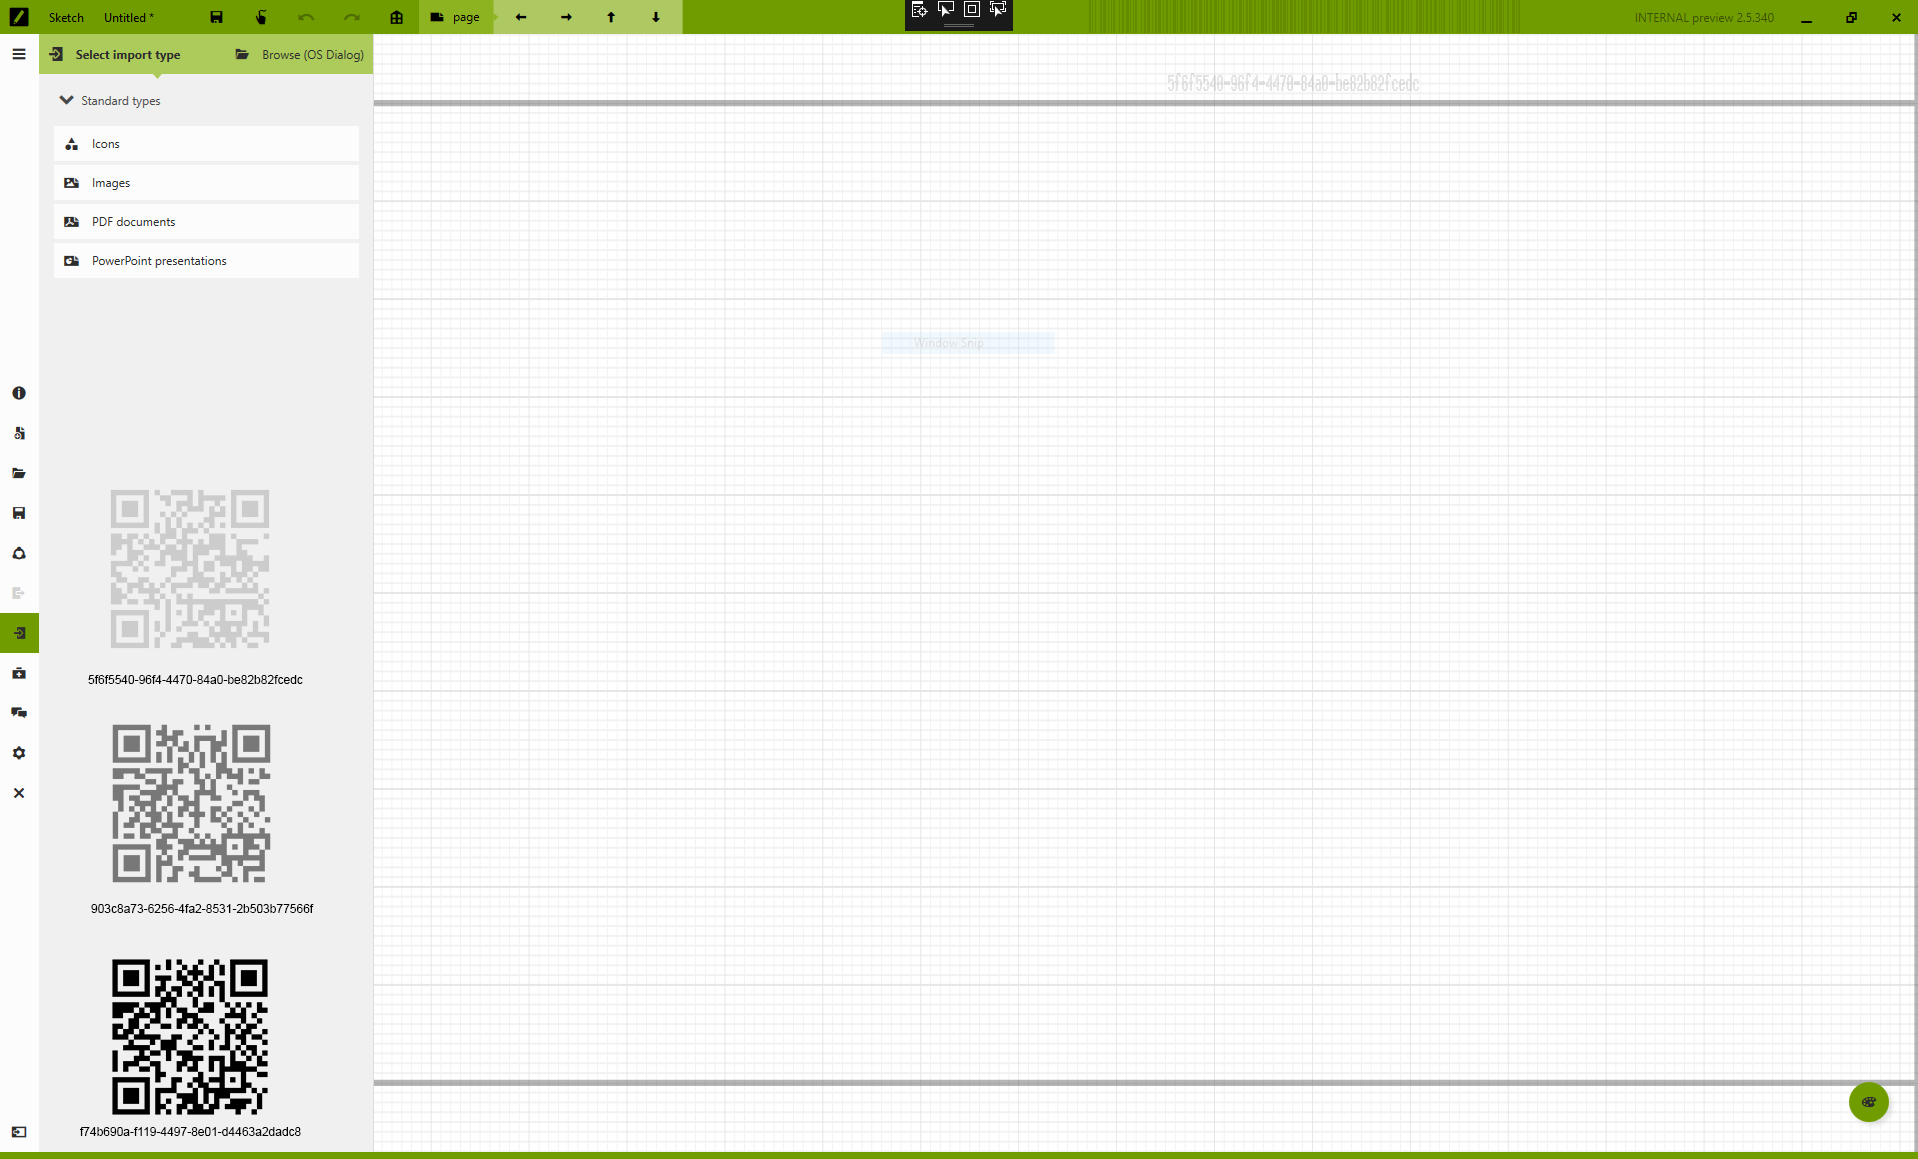 Sketch Untitled * page INTERNAL preview 2.5.340
Select import type Browse (OS Dialog)
5f6f5540-96f4-4470-84a0-be82b82fcedc
Standard types
Icons
Images
PDF documents
PowerPoint presentations
Window Snip
5f6f5540-96f4-4470-84a0-be82b82fcedc
903c8a73-6256-4fa2-8531-2b503b77566f
f74b690a-f119-4497-8e01-d4463a2dadc8